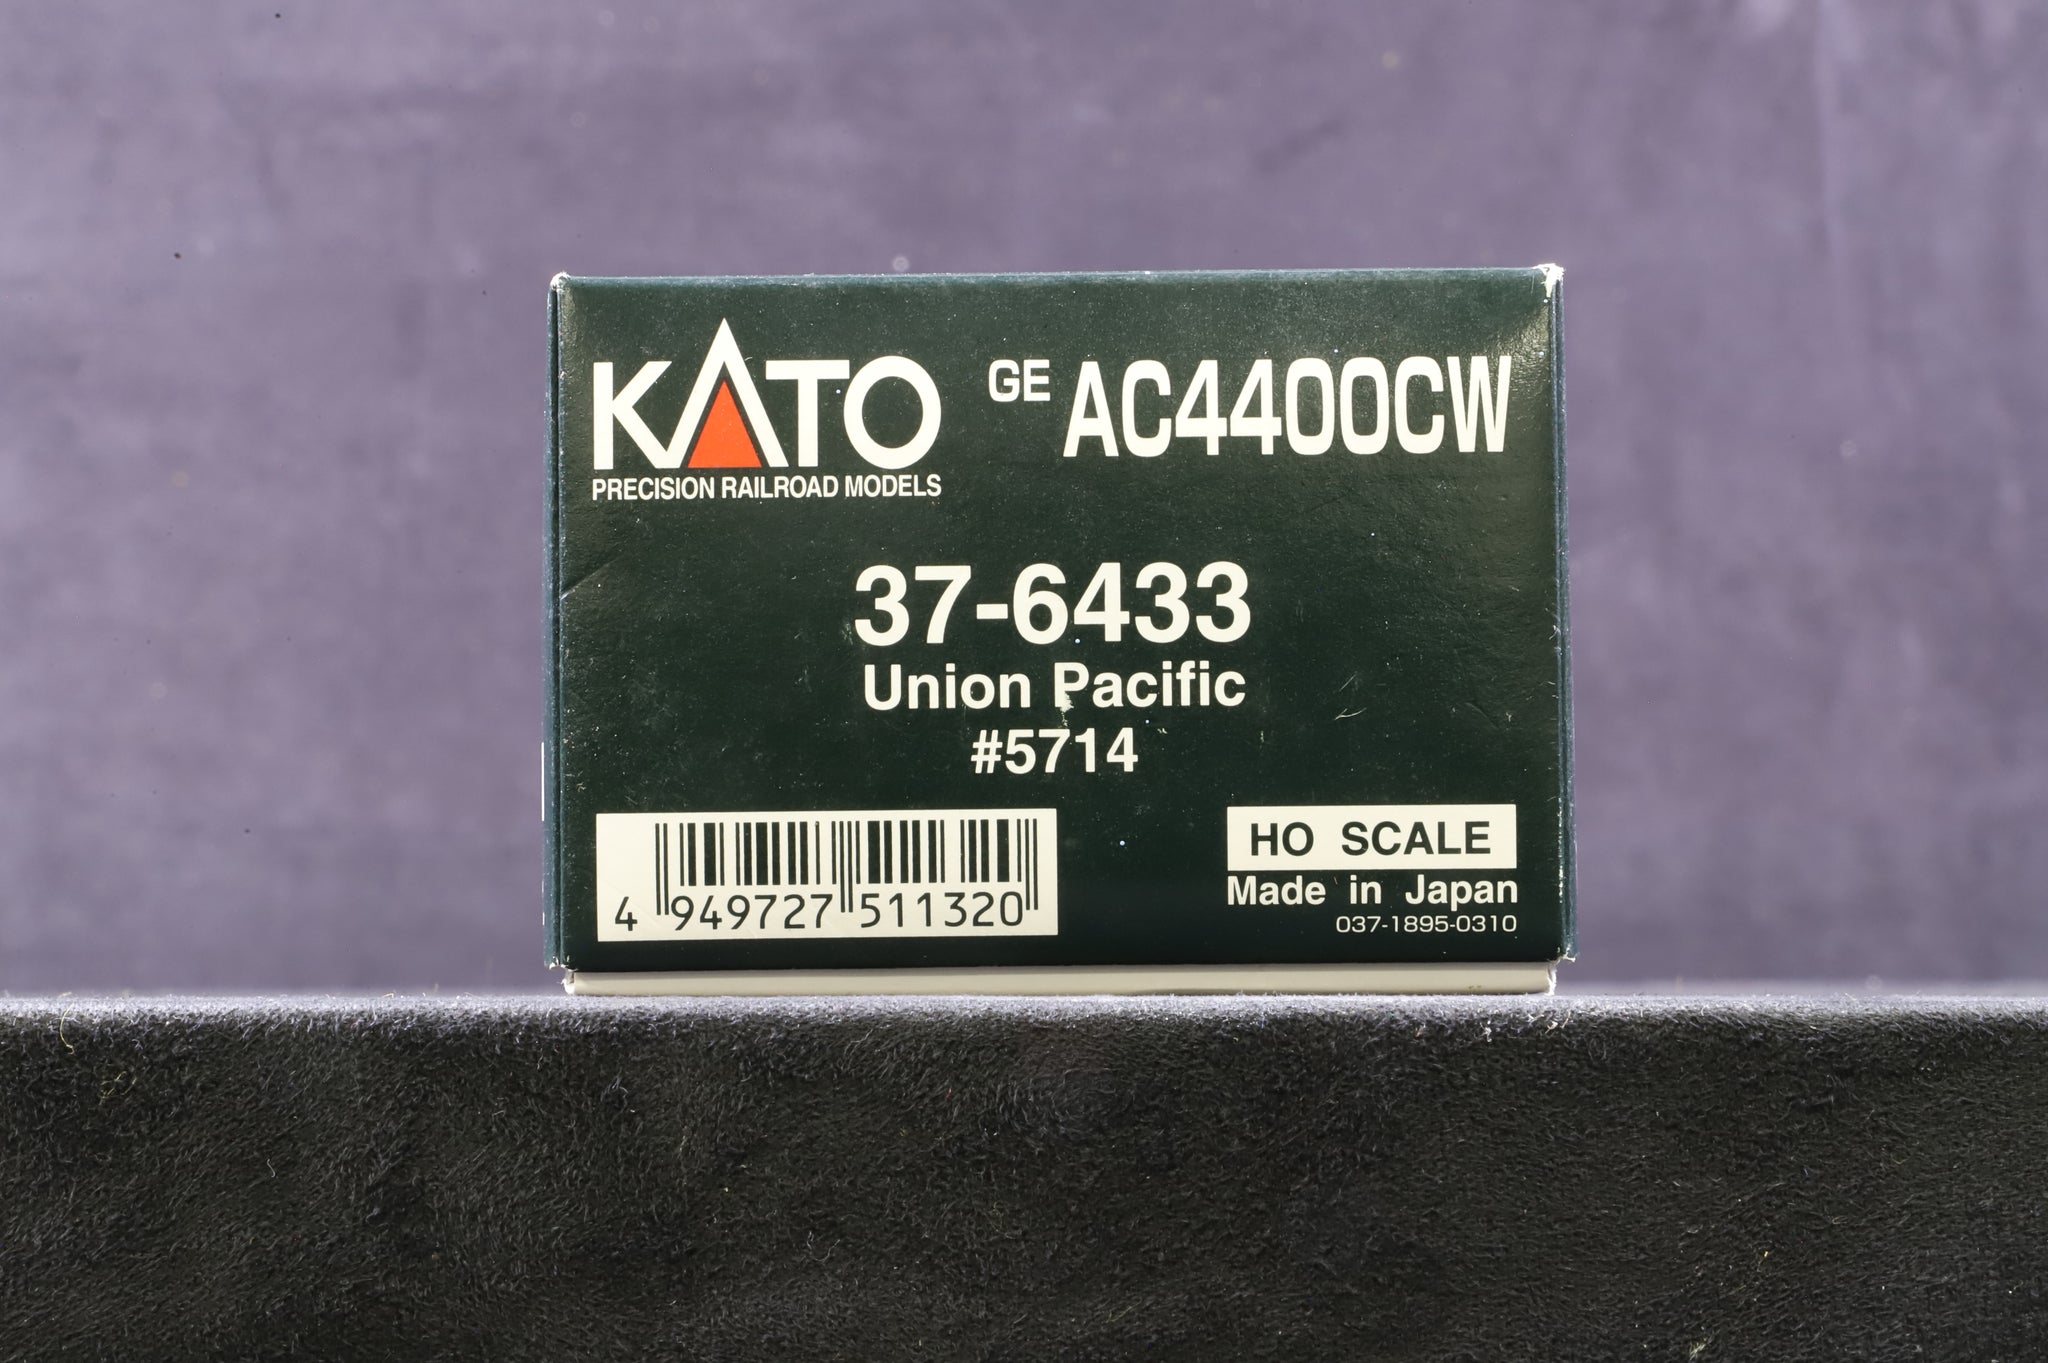 KATO
PRECISION RAILROAD MODELS
GE AC4400CW
37-6433
Union Pacific
#5714
4 949727 511320
HO SCALE
Made in Japan
037-1895-0310